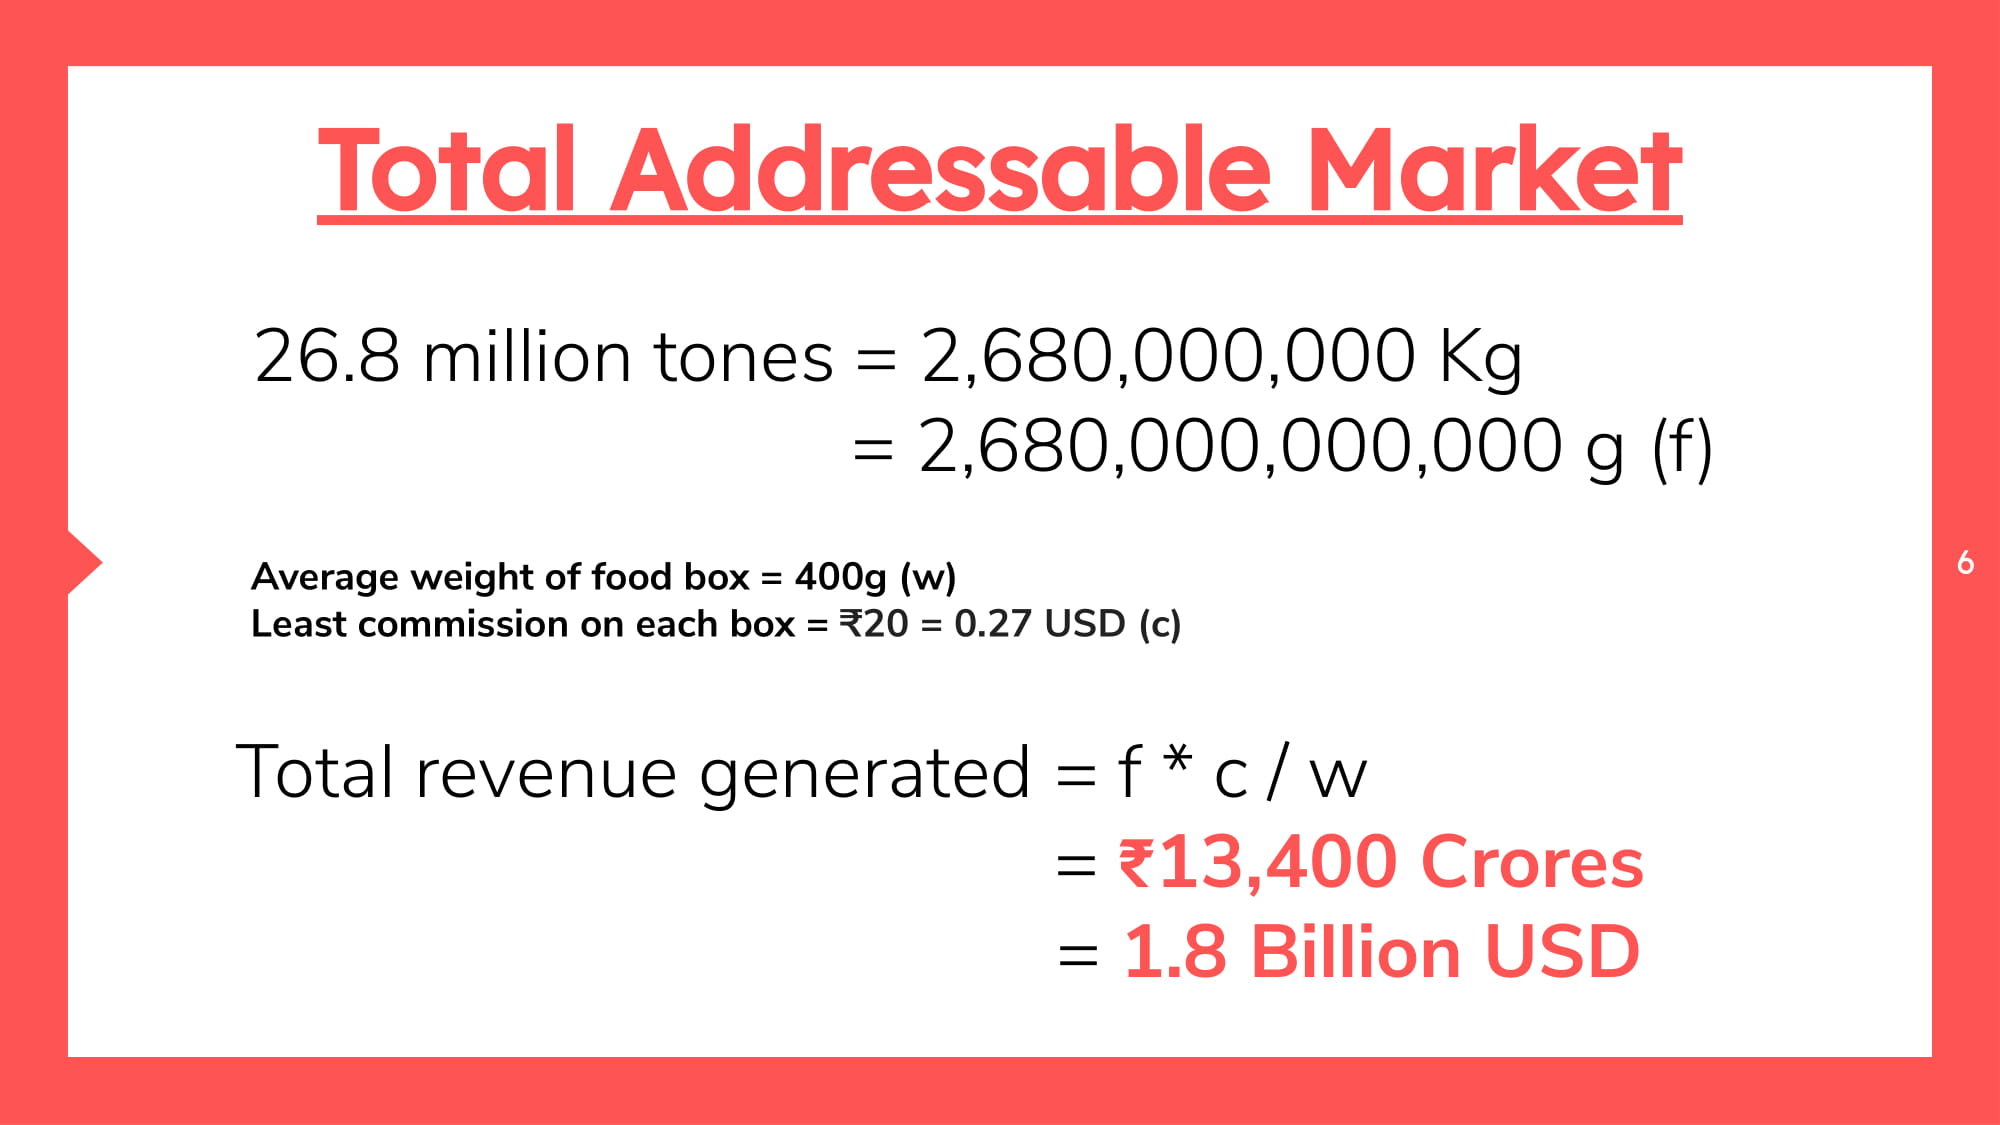 Total Addressable Market
26.8 million tones = 2,680,000,000 Kg
= 2,680,000,000,000 g (f)
Average weight of food box = 400g (w)
Least commission on each box = ₹20 = 0.27 USD (c)
6
Total revenue generated = f * c / w
= ₹13,400 Crores
= 1.8 Billion USD